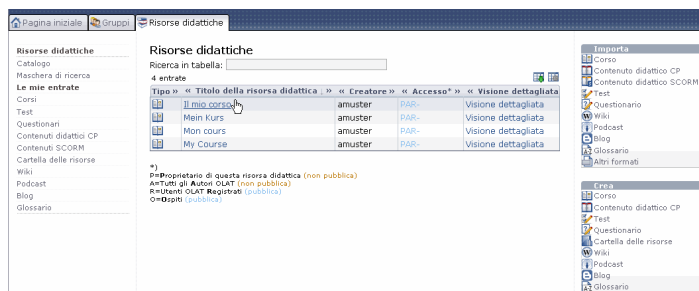 Pagina iniziale Gruppi Risorse didattiche
Risorse didattiche
Catalogo
Maschera di ricerca
Le mie entrate
Corsi
Test
Questionari
Contenuti didattici CP
Contenuti SCORM
Cartella delle risorse
Wiki
Podcast
Blog
Glossario
Risorse didattiche
Ricerca in tabella:
4 entrate
Tipo » « Titolo della risorsa didattica ↓ » « Creatore » « Accesso* » « Visione dettagliata
Il mio corso amuster PAR- Visione dettagliata
Mein Kurs amuster PAR- Visione dettagliata
Mon cours amuster PAR- Visione dettagliata
My Course amuster PAR- Visione dettagliata
*)
P=Proprietario di questa risorsa didattica (non pubblica)
A=Tutti gli Autori OLAT (non pubblica)
R=Utenti OLAT Registrati (pubblica)
O=Ospiti (pubblica)
Importa
Corso
Contenuto didattico CP
Contenuto didattico SCORM
Test
Questionario
Wiki
Podcast
Blog
Glossario
Altri formati
Crea
Corso
Contenuto didattico CP
Test
Questionario
Cartella delle risorse
Wiki
Podcast
Blog
Glossario